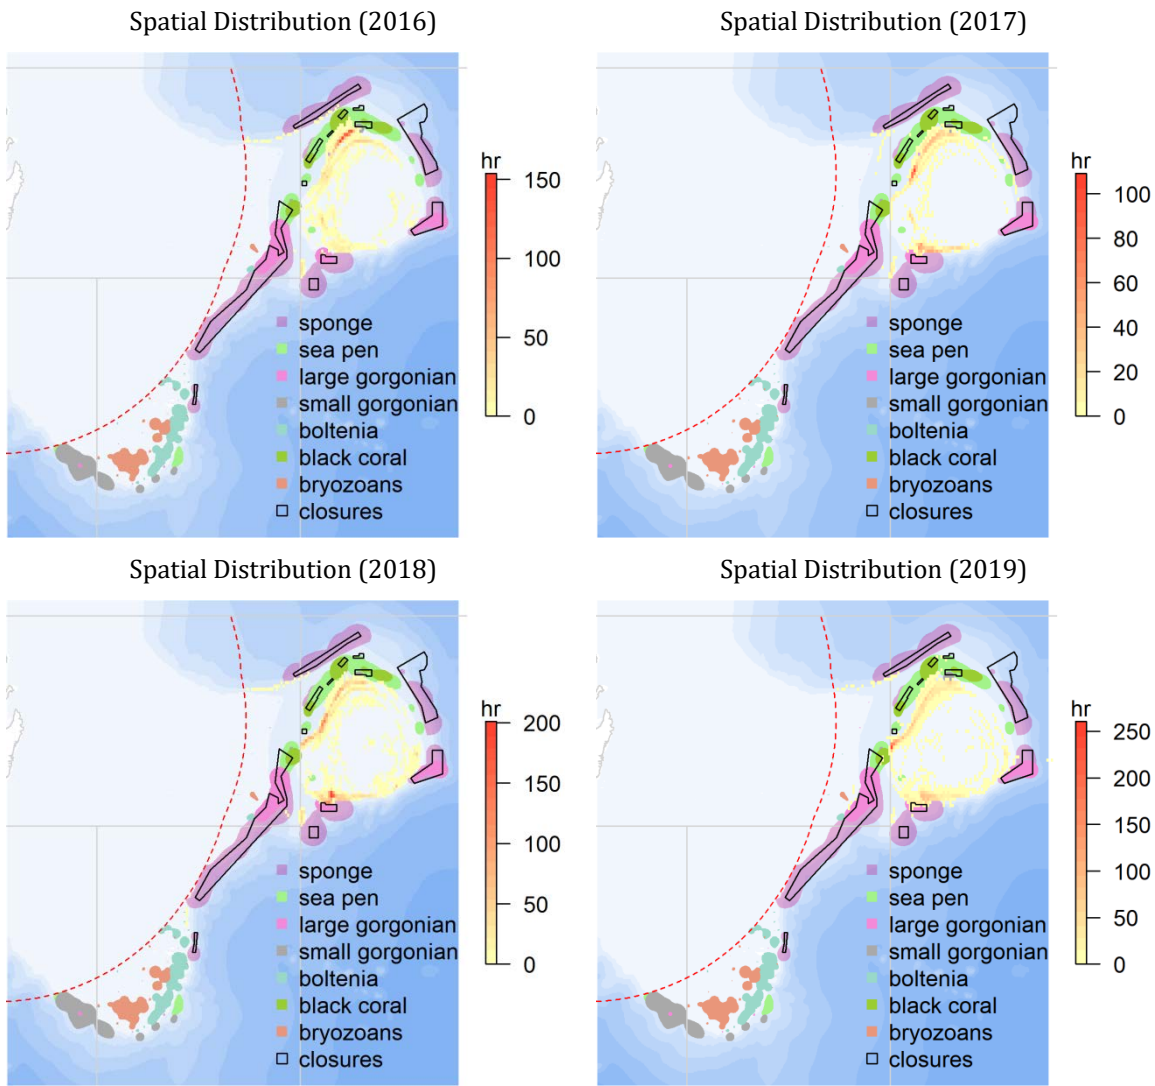 Spatial Distribution (2016)
hr
150
100
50
0
sponge
sea pen
large gorgonian
small gorgonian
boltenia
black coral
bryozoans
closures
Spatial Distribution (2017)
hr
100
80
60
40
20
0
sponge
sea pen
large gorgonian
small gorgonian
boltenia
black coral
bryozoans
closures
Spatial Distribution (2018)
hr
200
150
100
50
0
sponge
sea pen
large gorgonian
small gorgonian
boltenia
black coral
bryozoans
closures
Spatial Distribution (2019)
hr
250
200
150
100
50
0
sponge
sea pen
large gorgonian
small gorgonian
boltenia
black coral
bryozoans
closures